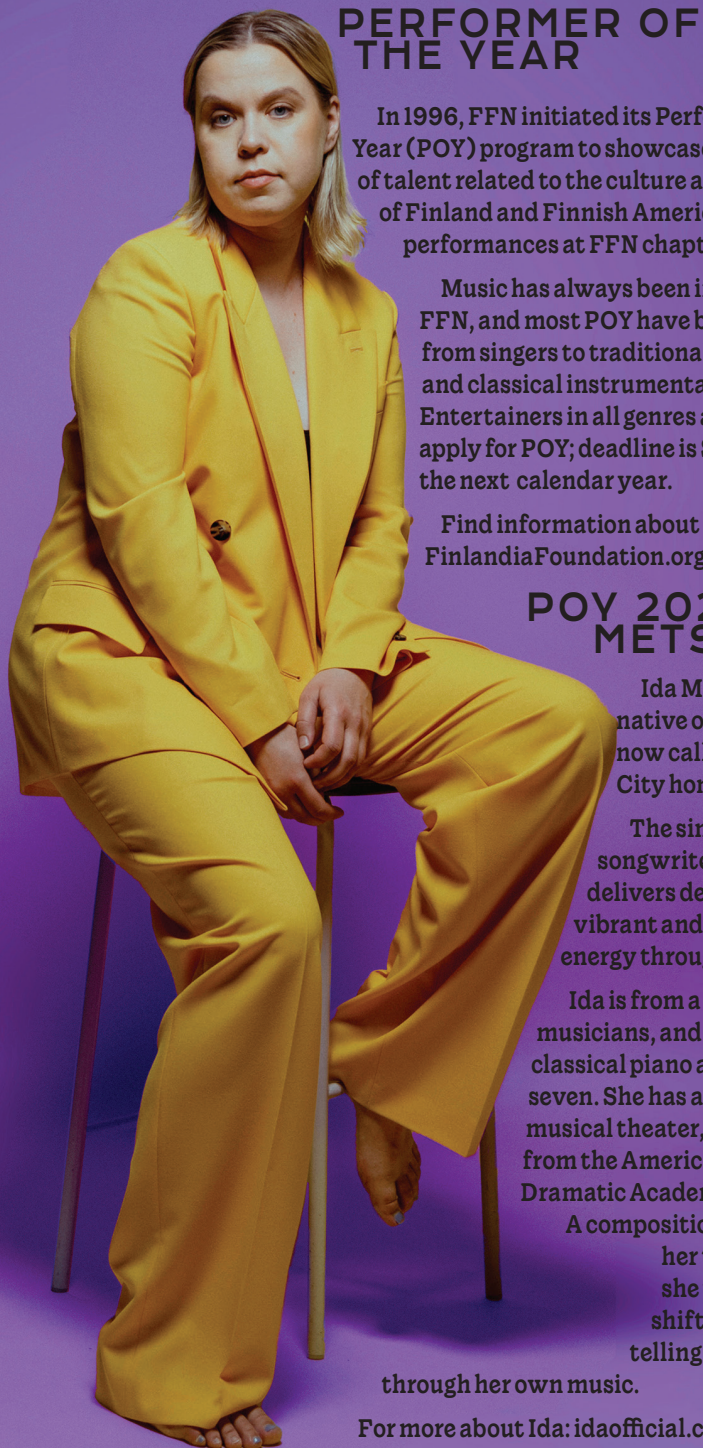 PERFORMER OF
THE YEAR
In 1996, FFN initiated its Perf
Year (POY) program to showcase
of talent related to the culture a
of Finland and Finnish Ameri
performances at FFN chapt
Music has always been i
FFN, and most POY have b
from singers to traditiona
and classical instrumenta
Entertainers in all genres a
apply for POY; deadline is S
the next calendar year.
Find information about
FinlandiaFoundation.org
POY 202
METS
Ida M
native o
now call
City hom
The sin
songwrite
delivers de
vibrant and
energy throug
Ida is from a
musicians, and
classical piano a
seven. She has a
musical theater,
from the Americ
Dramatic Academ
A compositio
her
she
shift
telling
through her own music.
For more about Ida: idaofficial.c